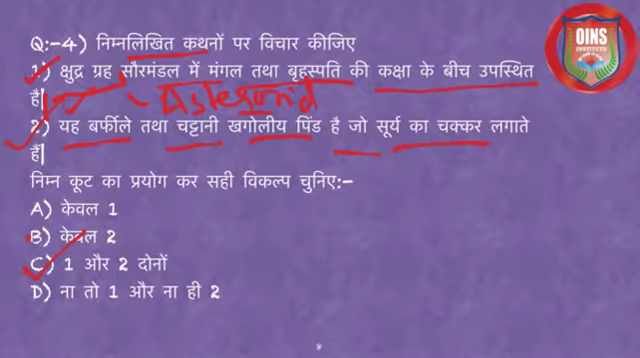 OINS
INSTITUTE
Q:-4) निम्नलिखित कथनों पर विचार कीजिए
1) क्षुद्र ग्रह सौरमंडल में मंगल तथा बृहस्पति की कक्षा के बीच उपस्थित
है|
Asteroid
2) यह बर्फीले तथा चट्टानी खगोलीय पिंड है जो सूर्य का चक्कर लगाते
हैं|
निम्न कूट का प्रयोग कर सही विकल्प चुनिए:-
A) केवल 1
B) केवल 2
C) 1 और 2 दोनों
D) ना तो 1 और ना ही 2